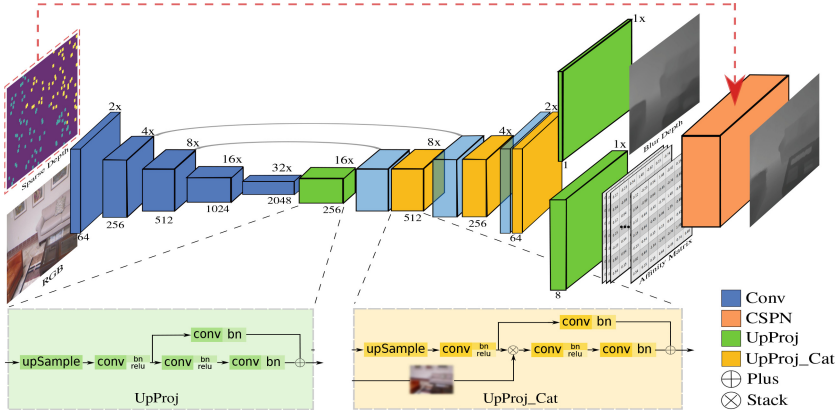 1x
2x
2x
4x
8x
16x
32x
16x
8x
4x
1x
Sparse Depth
Blur Depth
64
256
512
1024
2048
256/
512
256
64
1
RGB
8
Affinity Matrix
...
Conv
CSPN
UpProj
UpProj_Cat
Plus
Stack
conv bn
upSample conv bn relu conv bn relu conv bn
UpProj
conv bn
upSample conv bn relu conv bn relu conv bn
UpProj_Cat